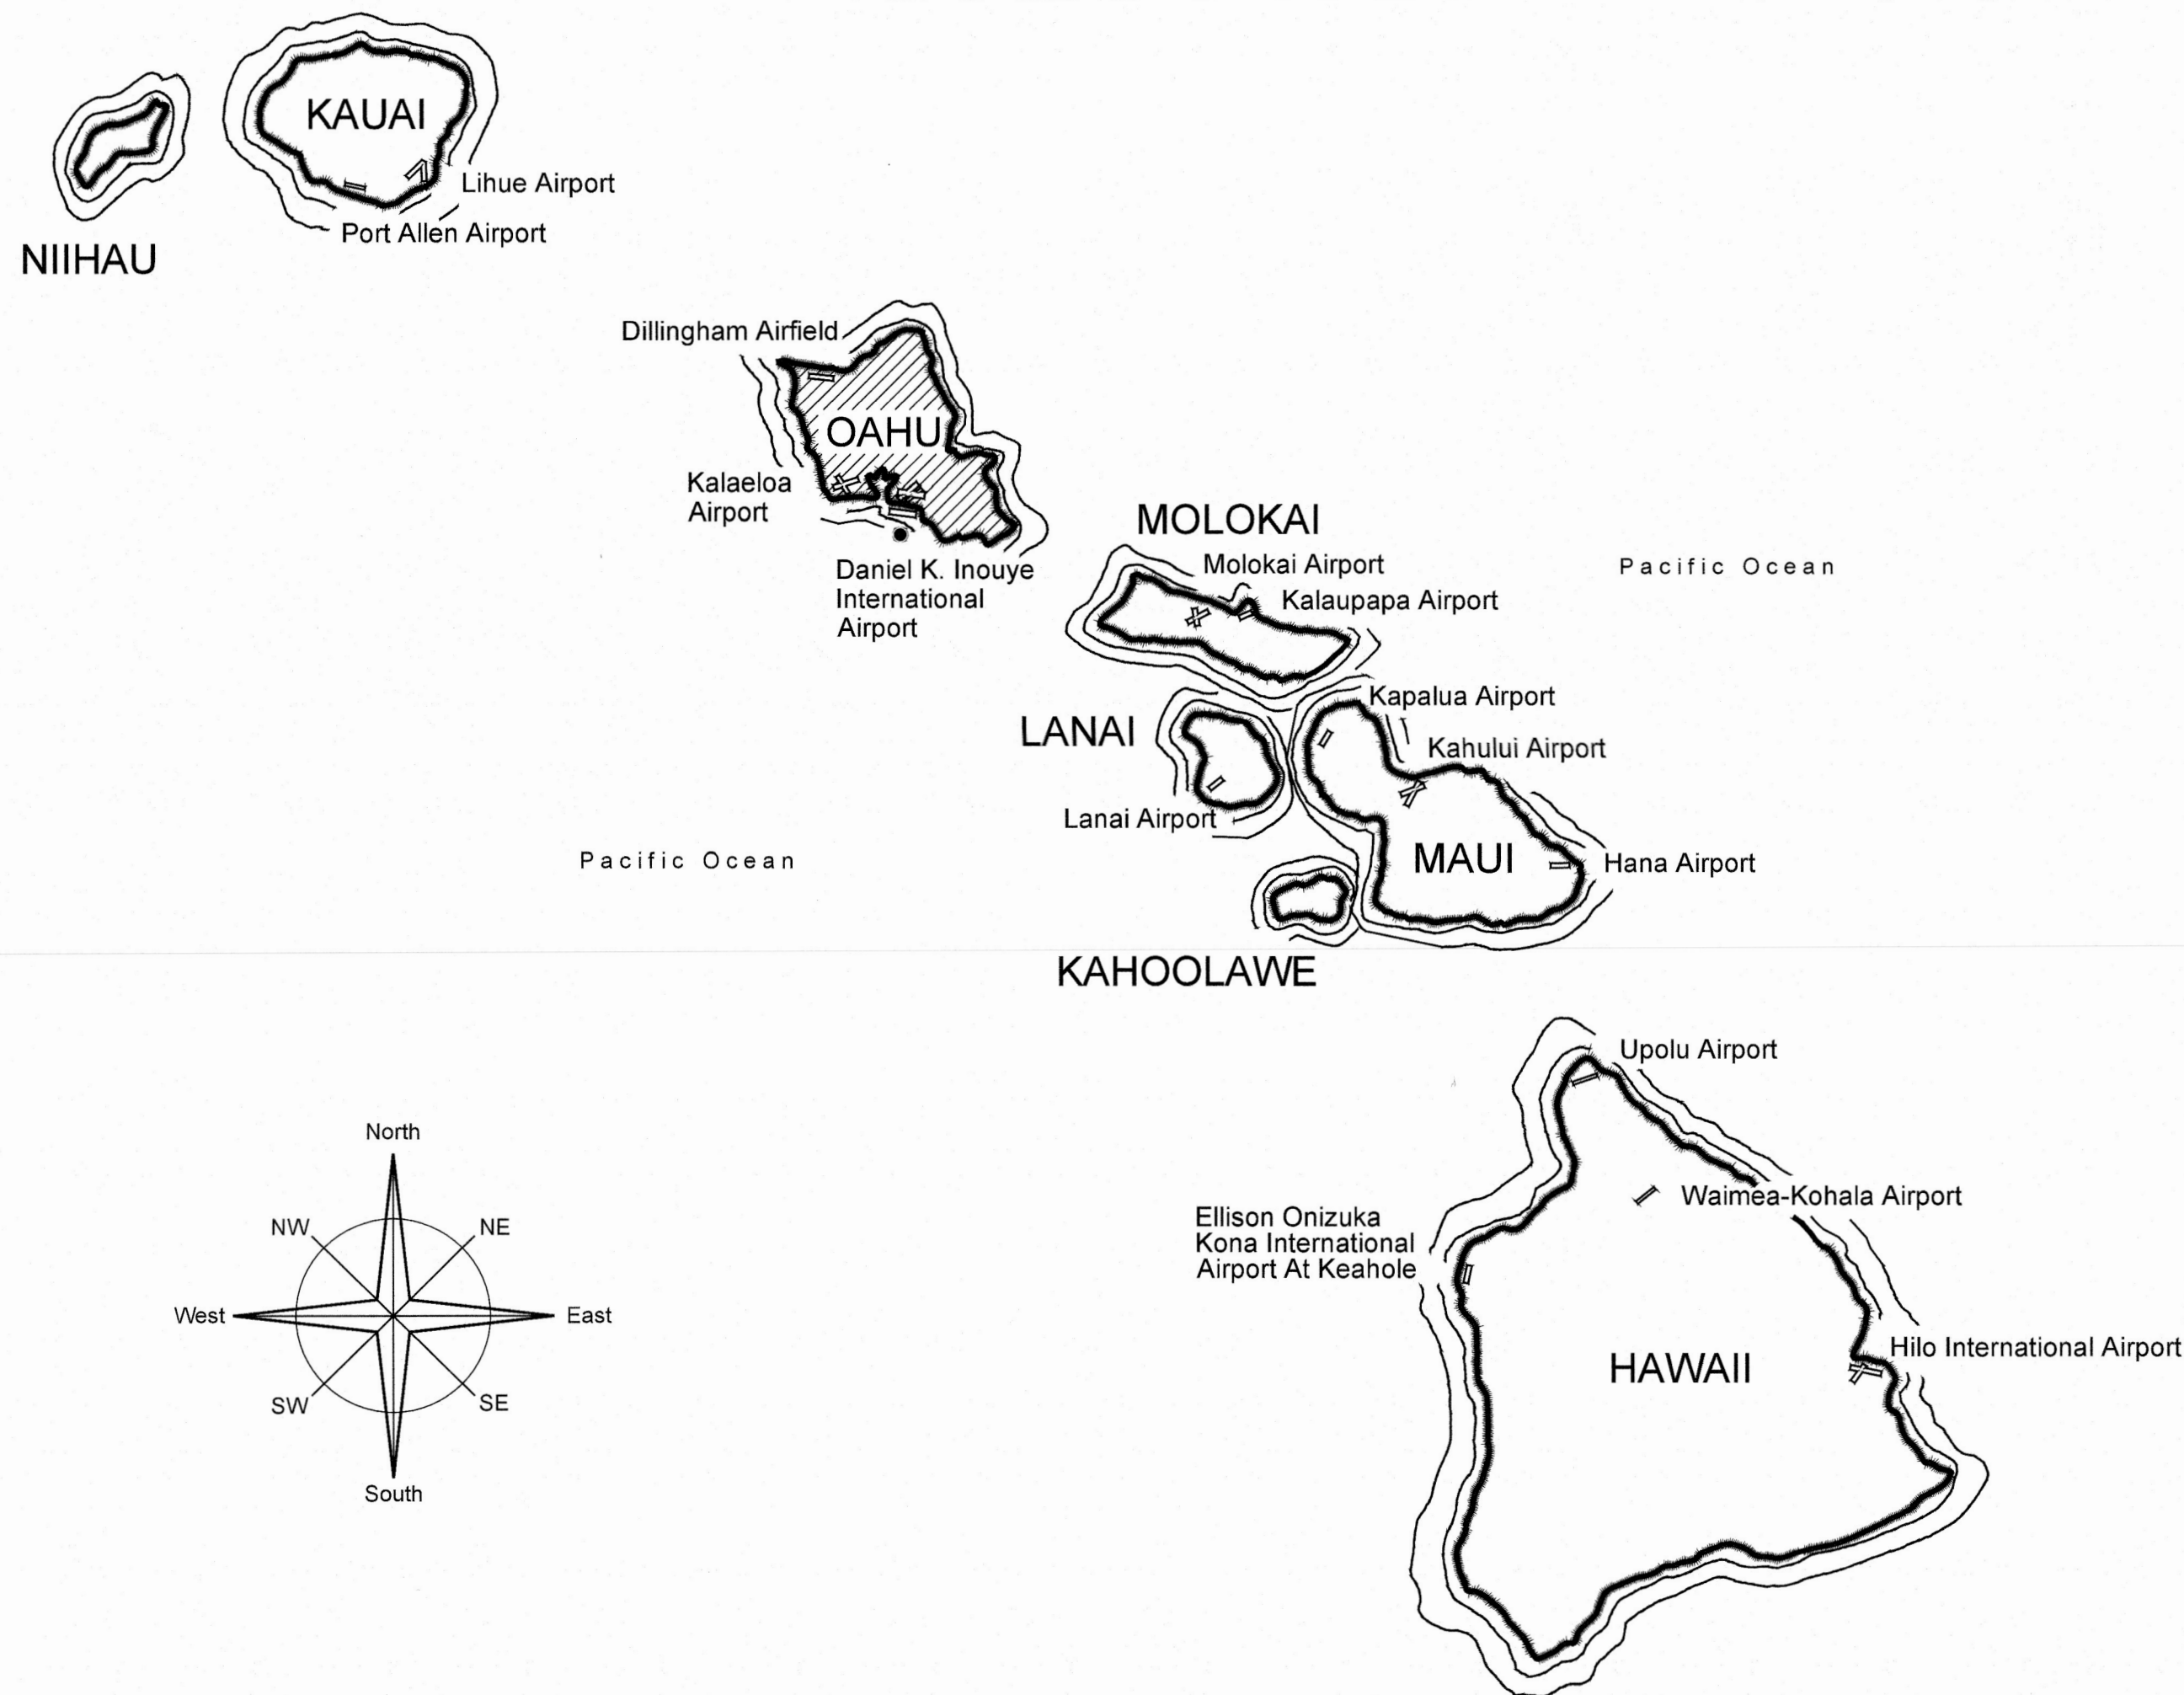 KAUAI
Lihue Airport
Port Allen Airport
NIIHAU
Dillingham Airfield
OAHU
Kalaeloa
Airport
Daniel K. Inouye
International
Airport
MOLOKAI
Molokai Airport
Kalaupapa Airport
Pacific Ocean
Kapalua Airport
LANAI
Kahului Airport
Lanai Airport
MAUI
Hana Airport
Pacific Ocean
KAHOOLAWE
Upolu Airport
Waimea-Kohala Airport
Ellison Onizuka
Kona International
Airport At Keahole
Hilo International Airport
HAWAII
North
NW
NE
West
East
SW
SE
South